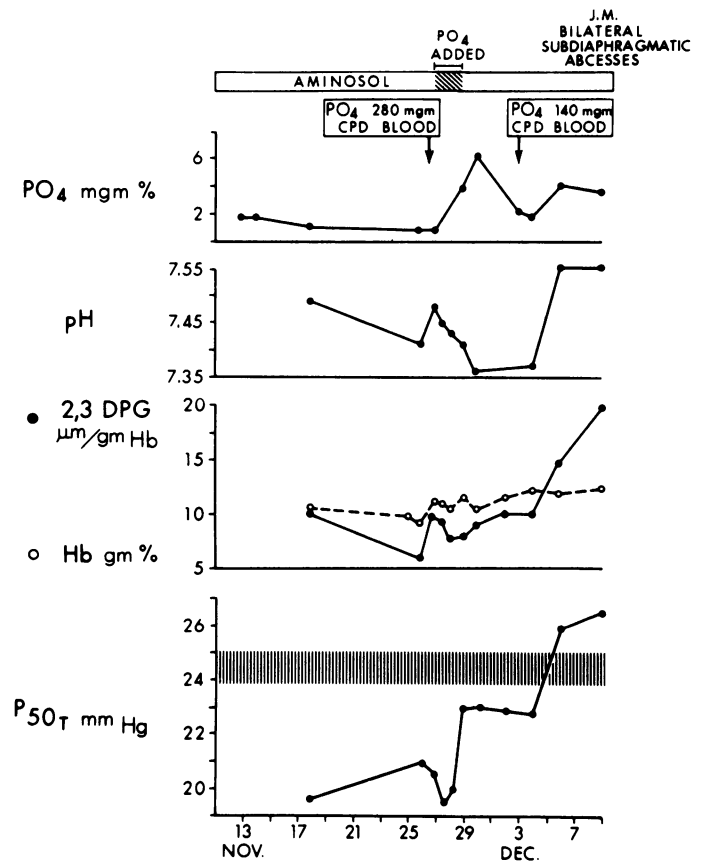 J.M.
BILATERAL
SUBDIAPHRAGMATIC
ABCESSES
PO4
ADDED
AMINOSOL
PO4 280 mgm
CPD BLOOD
PO4 140 mgm
CPD BLOOD
PO4 mgm %
6
2
pH
7.55
7.45
7.35
2,3 DPG
μm/gm Hb
Hb gm %
20
15
10
5
P50T mm Hg
26
24
22
20
13 17 21 25 29 3 7
NOV. DEC.